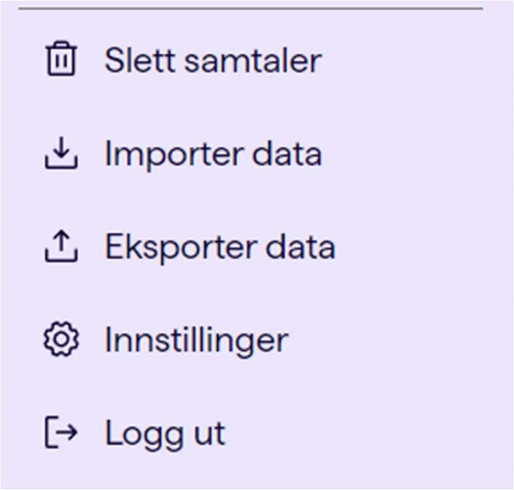 Slett samtaler
Importer data
Eksporter data
Innstillinger
Logg ut